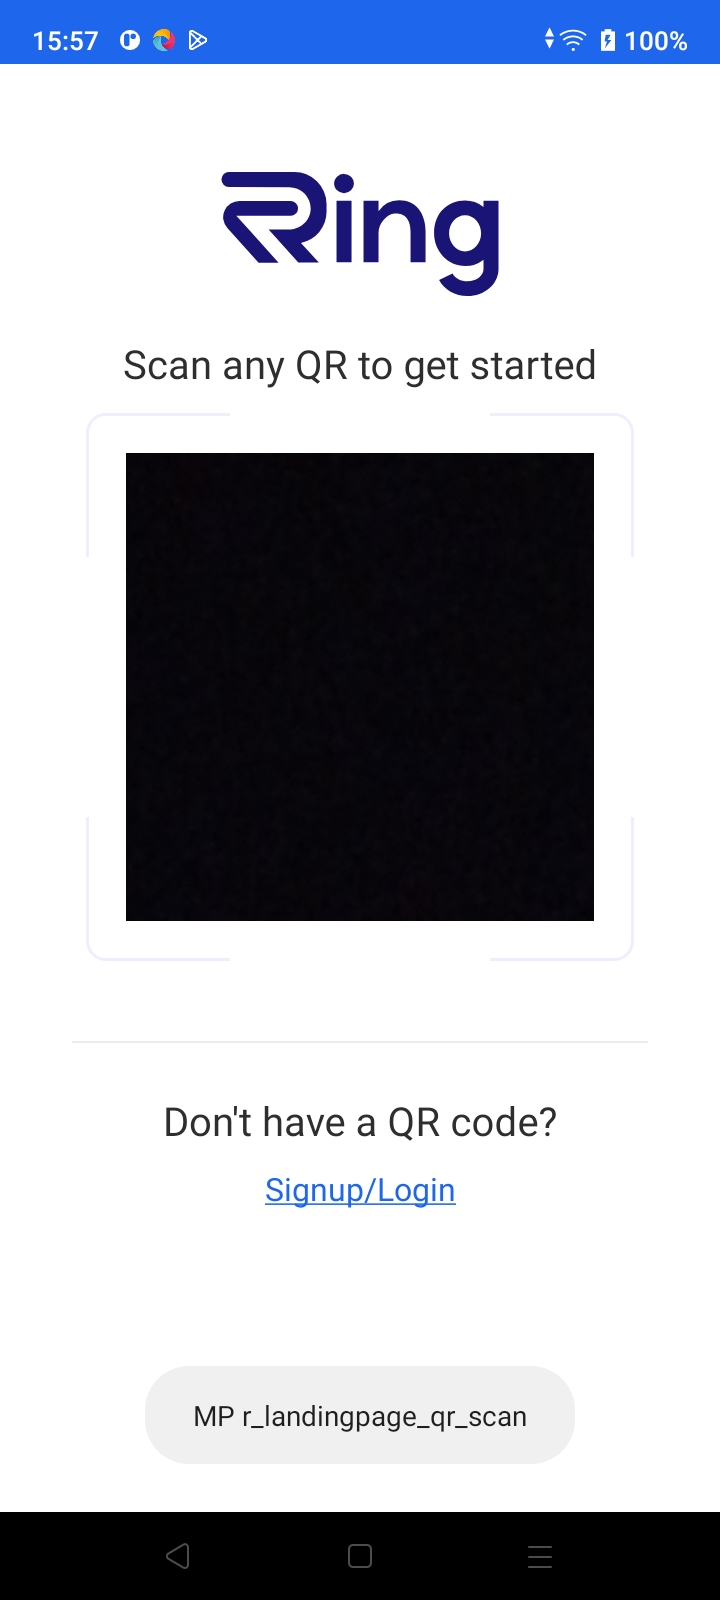 15:57
100%
Ring
Scan any QR to get started
Don't have a QR code?
Signup/Login
MP r_landingpage_qr_scan